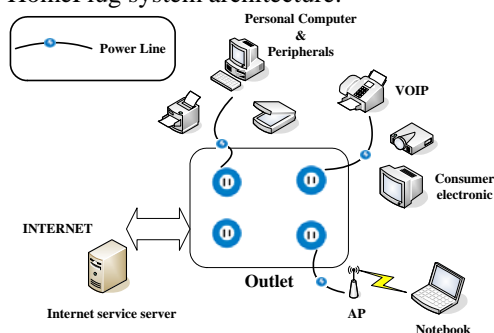 HomePlug system architecture.
Power Line
Personal Computer
&
Peripherals
VOIP
Consumer
electronic
INTERNET
Outlet
Internet service server
AP
Notebook